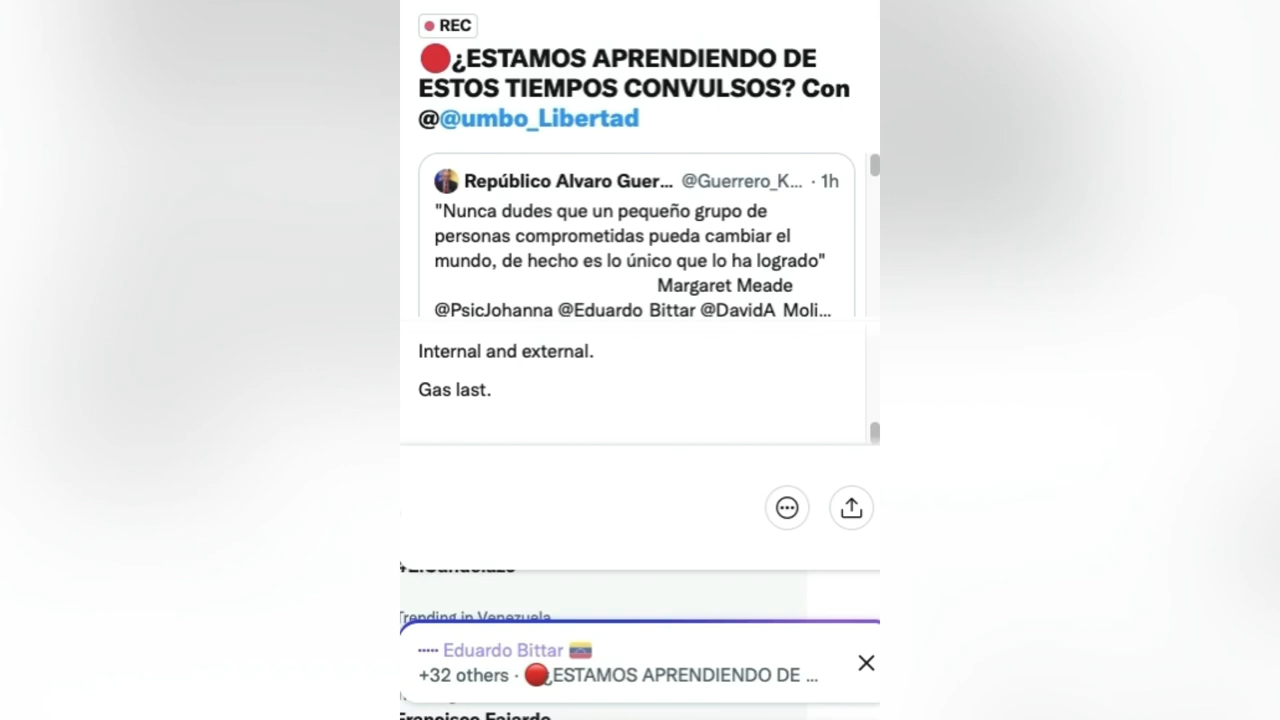 REC
¿ESTAMOS APRENDIENDO DE
ESTOS TIEMPOS CONVULSOS? Con
@@umbo_Libertad
Repúblico Alvaro Guer... @Guerrero_K... · 1h
"Nunca dudes que un pequeño grupo de
personas comprometidas pueda cambiar el
mundo, de hecho es lo único que lo ha logrado"
Margaret Meade
@PsicJohanna @Eduardo_Bittar @DavidA_Moli...
Internal and external.
Gas last.
Trending in Venezuela
Eduardo Bittar
+32 others · ¿ESTAMOS APRENDIENDO DE ...
Francisco Fajardo